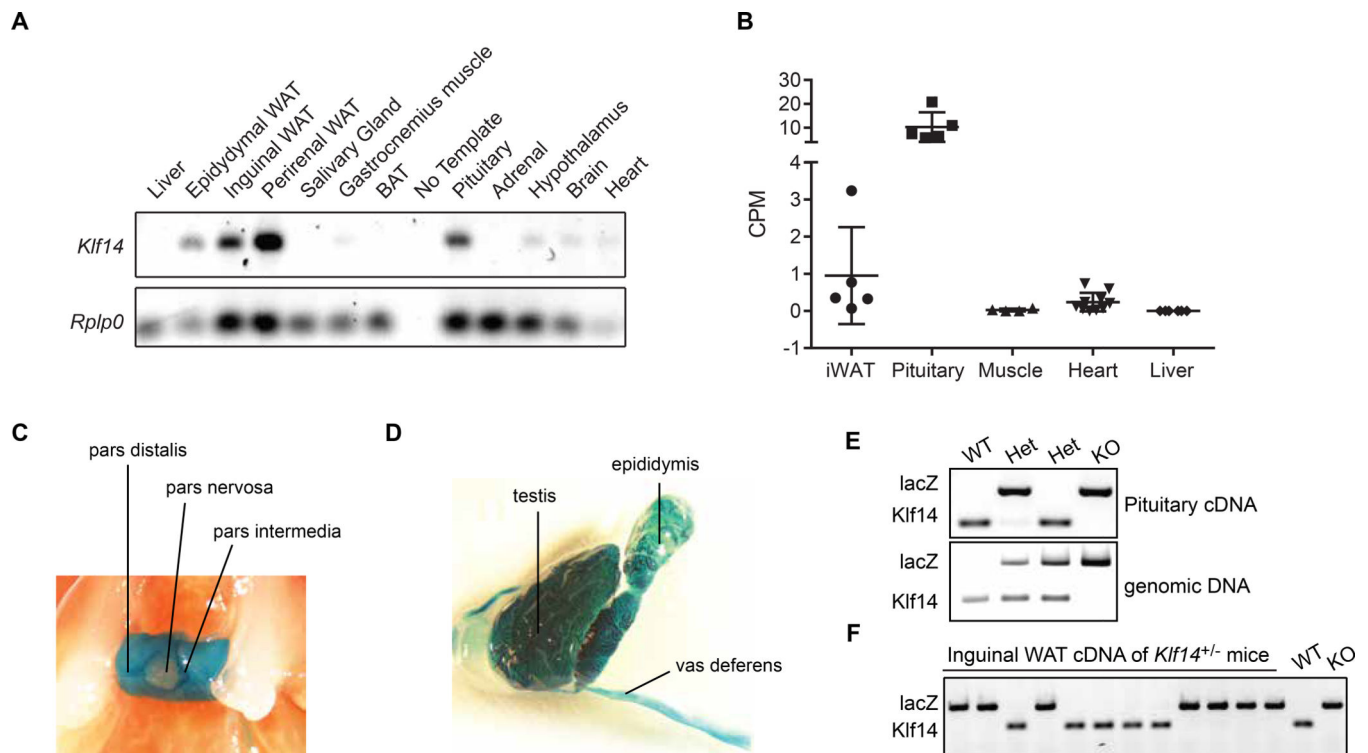 A
Liver
Epidydymal WAT
Inguinal WAT
Perirenal WAT
Salivary Gland
Gastrocnemius muscle
BAT
No Template
Pituitary
Adrenal
Hypothalamus
Brain
Heart
Klf14
Rplp0
B
30
20
10
4
3
2
1
0
-1
CPM
iWAT Pituitary Muscle Heart Liver
C
pars distalis
pars nervosa
pars intermedia
D
epididymis
testis
vas deferens
E
WT Het Het KO
lacZ
Klf14
Pituitary cDNA
lacZ
Klf14
genomic DNA
F
Inguinal WAT cDNA of Klf14+/- mice WT KO
lacZ
Klf14